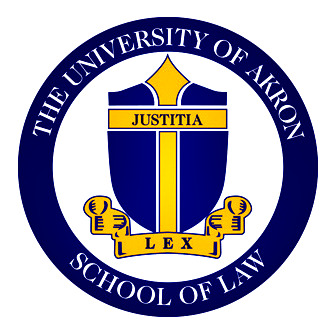 THE UNIVERSITY OF AKRON
JUSTITIA
LEX
SCHOOL OF LAW